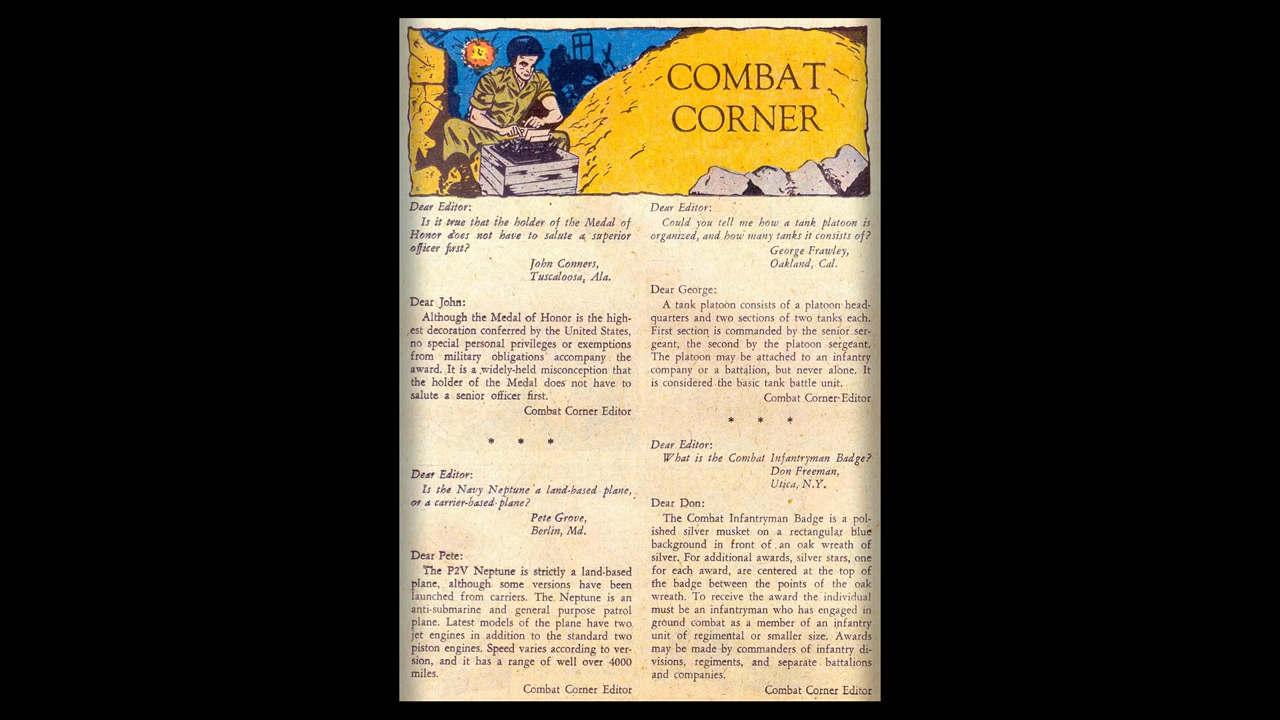 COMBAT
CORNER
Dear Editor:
Is it true that the holder of the Medal of
Honor does not have to salute a superior
officer first?
John Conners,
Tuscaloosa, Ala.
Dear John:
Although the Medal of Honor is the high-
est decoration conferred by the United States,
no special personal privileges or exemptions
from military obligations accompany the
award. It is a widely-held misconception that
the holder of the Medal does not have to
salute a senior officer first.
Combat Corner Editor
* * *
Dear Editor:
Is the Navy Neptune a land-based plane,
or a carrier-based plane?
Pete Grove,
Berlin, Md.
Dear Pete:
The P2V Neptune is strictly a land-based
plane, although some versions have been
launched from carriers. The Neptune is an
anti-submarine and general purpose patrol
plane. Latest models of the plane have two
jet engines in addition to the standard two
piston engines. Speed varies according to ver-
sion, and it has a range of well over 4000
miles.
Combat Corner Editor
Dear Editor:
Could you tell me how a tank platoon is
organized, and how many tanks it consists of?
George Frawley,
Oakland, Cal.
Dear George:
A tank platoon consists of a platoon head-
quarters and two sections of two tanks each.
First section is commanded by the senior ser-
geant, the second by the platoon sergeant.
The platoon may be attached to an infantry
company or a battalion, but never alone. It
is considered the basic tank battle unit.
Combat Corner Editor
* * *
Dear Editor:
What is the Combat Infantryman Badge?
Don Freeman,
Utica, N.Y.
Dear Don:
The Combat Infantryman Badge is a pol-
ished silver musket on a rectangular blue
background in front of an oak wreath of
silver. For additional awards, silver stars, one
for each award, are centered at the top of
the badge between the points of the oak
wreath. To receive the award the individual
must be an infantryman who has engaged in
ground combat as a member of an infantry
unit of regimental or smaller size. Awards
may be made by commanders of infantry di-
visions, regiments, and separate battalions
and companies.
Combat Corner Editor